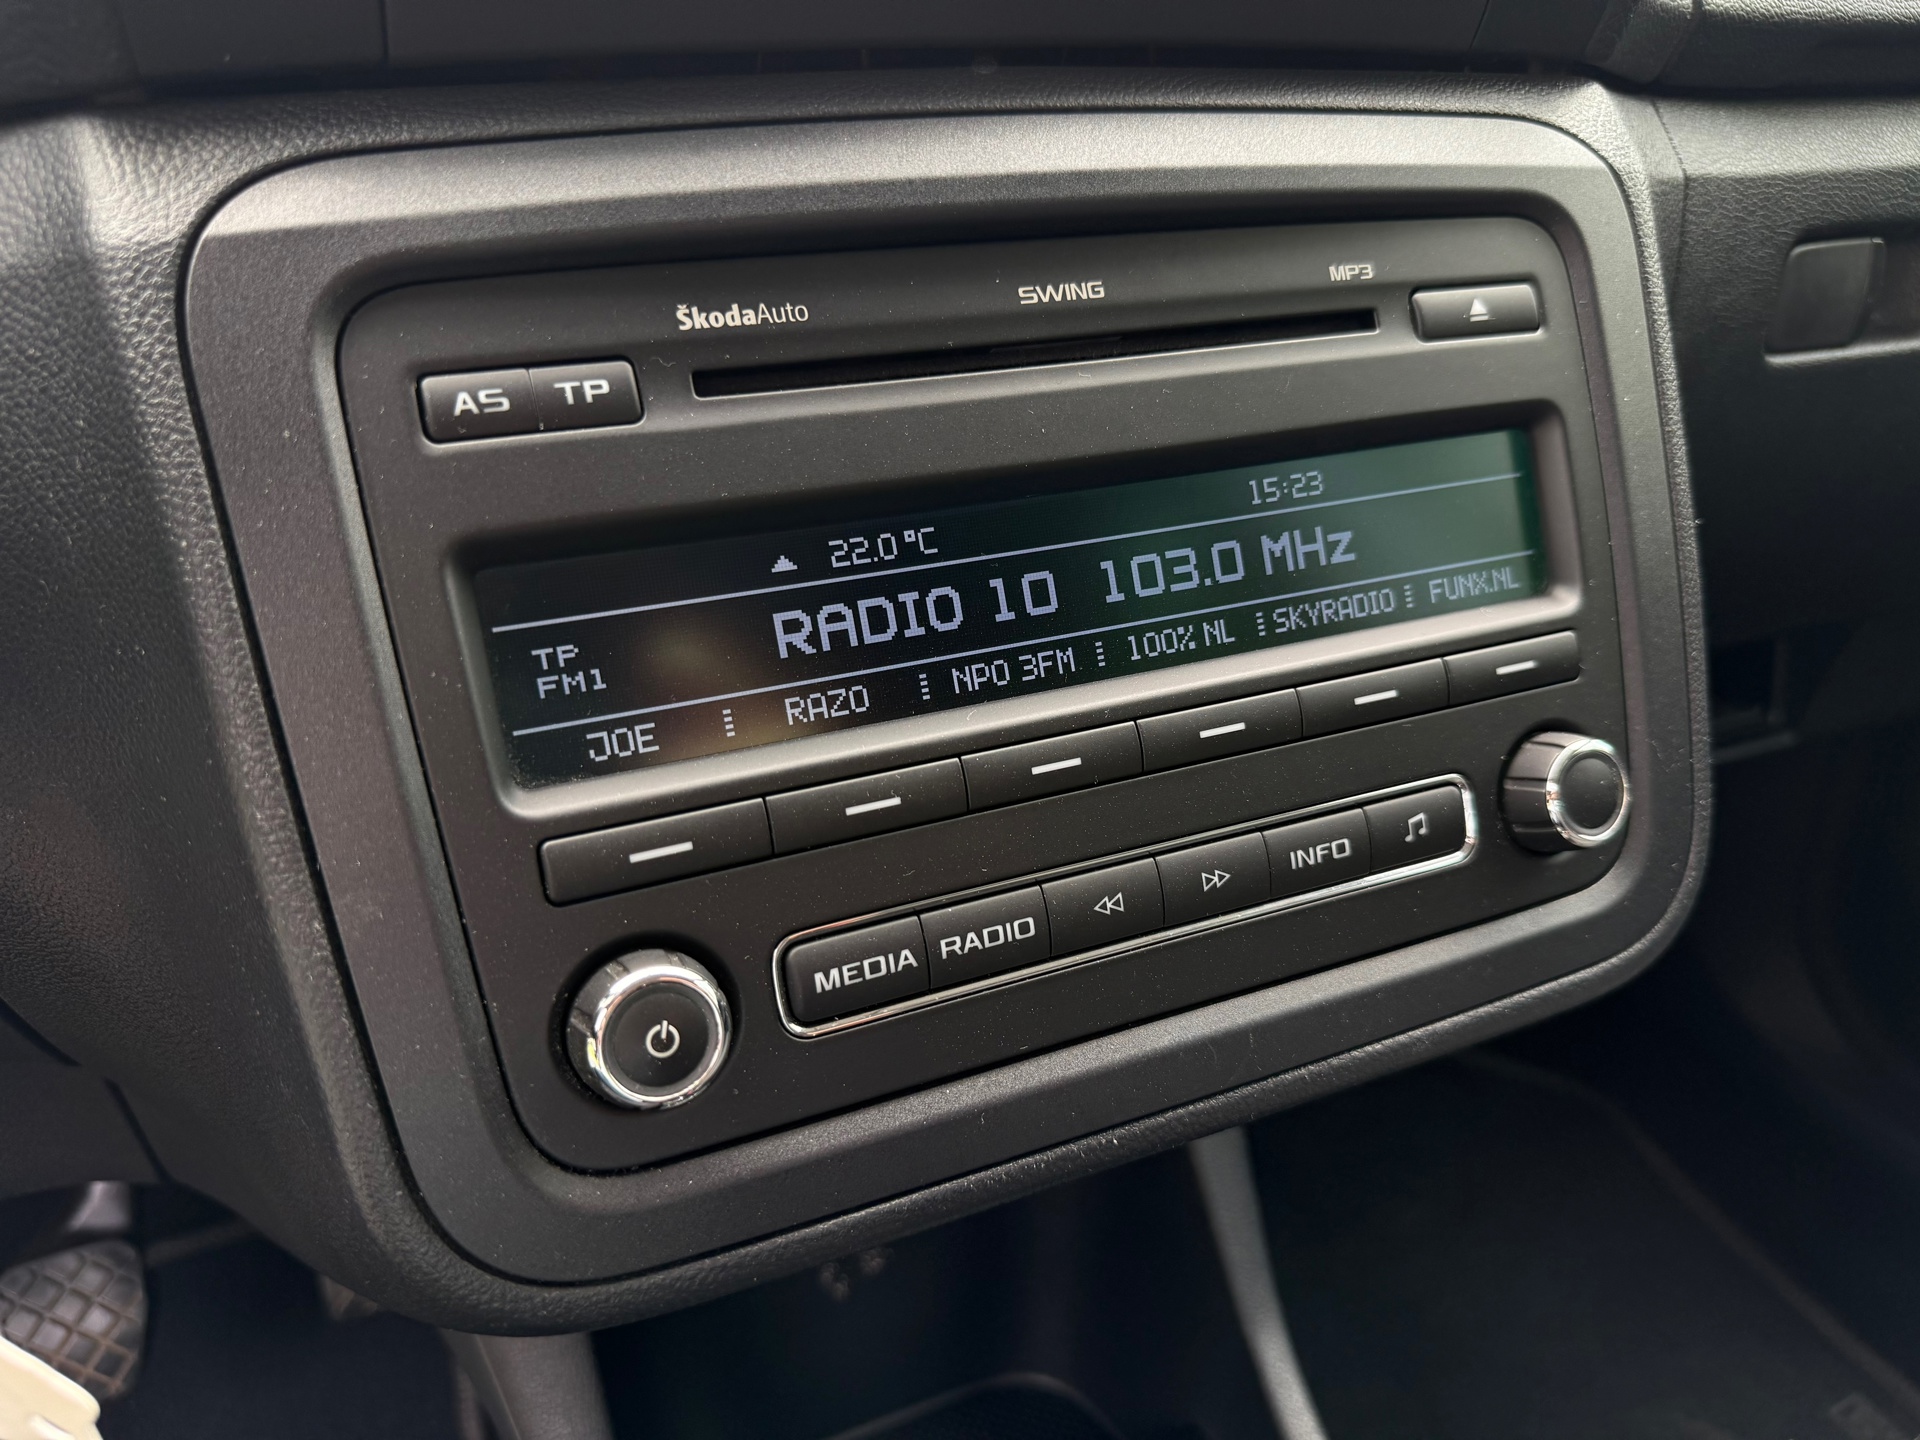 ŠkodaAuto
SWING
MP3
AS TP
22.0 °C 15:23
TP
FM1
RADIO 10 103.0 MHz
JOE RAZO NPO 3FM 100% NL SKYRADIO FUNX.NL
MEDIA RADIO INFO